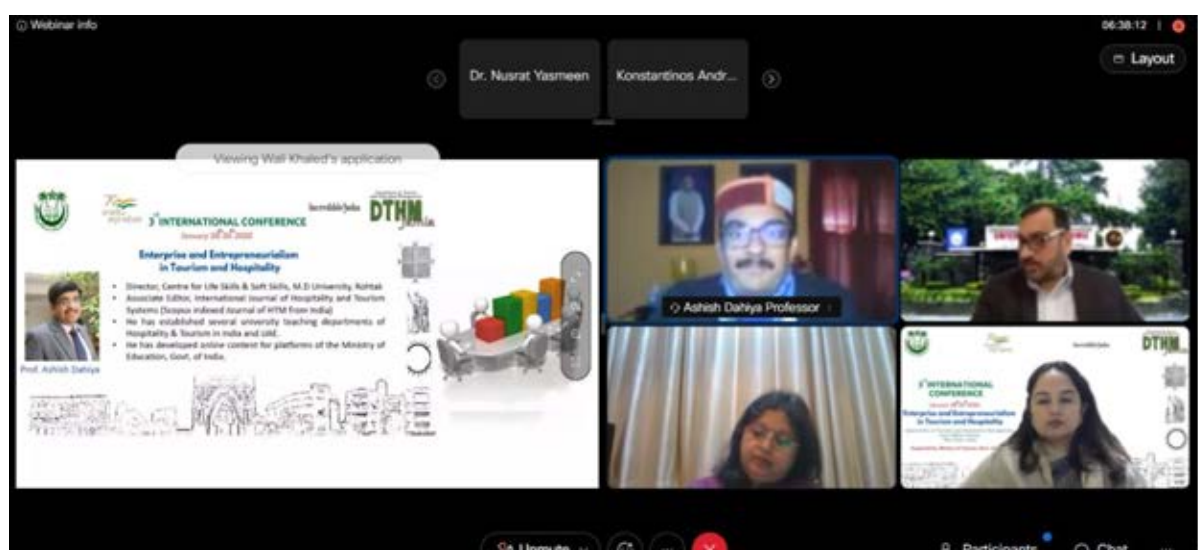 Webinar info
06:38:12
Layout
Dr. Nusrat Yasmeen
Konstantinos Andr...
Viewing Wali Khaled's application
DTHM
3rd INTERNATIONAL CONFERENCE
January
Enterprise and Entrepreneurialism
in Tourism and Hospitality
• Director, Centre for Life Skills & Soft Skills, M.D University, Rohtak
• Associate Editor, International Journal of Hospitality and Tourism
Systems (Scopus indexed Journal of HTM from India)
• He has established several university teaching departments of
Hospitality & Tourism in India and UAE.
• He has developed online content for platforms of the Ministry of
Education, Govt. of India.
Prof. Ashish Dahiya
Ashish Dahiya Professor
DTHM
3rd INTERNATIONAL
CONFERENCE
Enterprise and Entrepreneurialism
in Tourism and Hospitality
Unmute
Participants
Chat